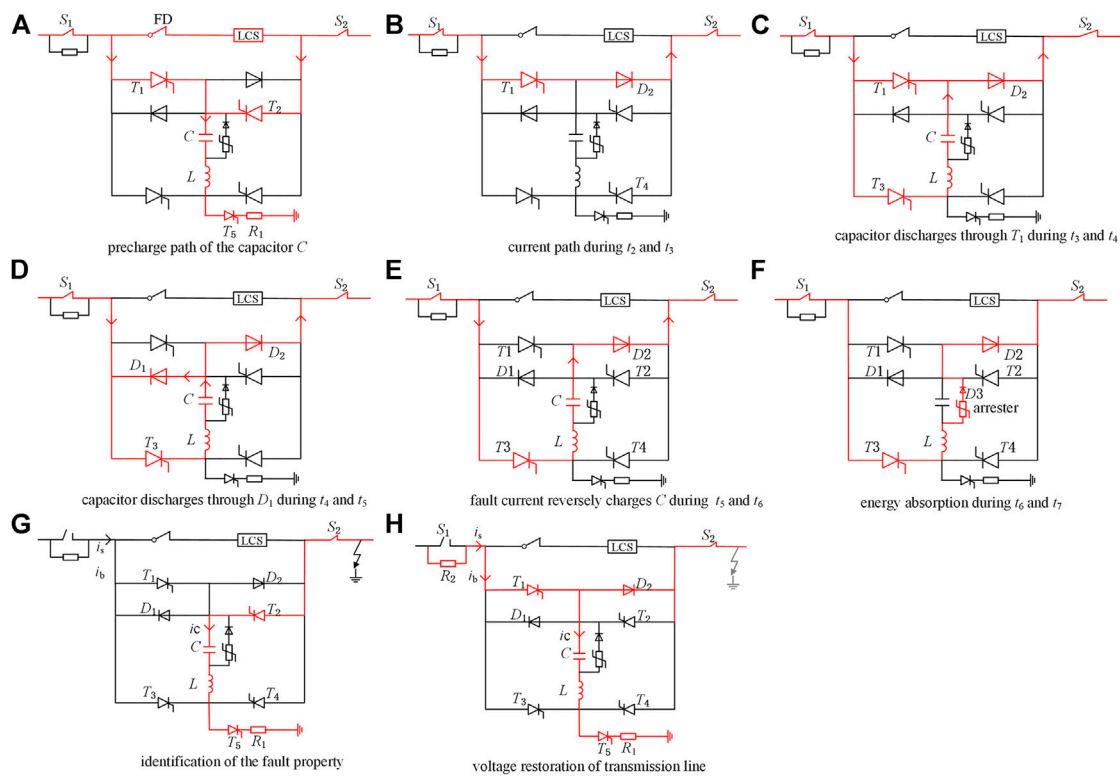 A
S1
FD
LCS
S2
T1
T2
C
L
T5
R1
precharge path of the capacitor C
B
S1
LCS
S2
T1
D2
T4
current path during t2 and t3
C
S1
LCS
S2
T1
D2
C
T3
L
capacitor discharges through T1 during t3 and t4
D
S1
LCS
S2
D2
D1
C
T3
L
capacitor discharges through D1 during t4 and t5
E
S1
LCS
S2
T1
D2
D1
T2
C
L
T3
T4
fault current reversely charges C during t5 and t6
F
S1
LCS
S2
T1
D2
D1
T2
D3
arrester
L
T3
T4
energy absorption during t6 and t7
G
is
LCS
S2
ib
T1
D2
D1
T2
ic
C
L
T3
T4
T5
R1
identification of the fault property
H
S1
is
LCS
S2
R2
ib
T1
D2
D1
T2
ic
C
L
T3
T4
T5
R1
voltage restoration of transmission line